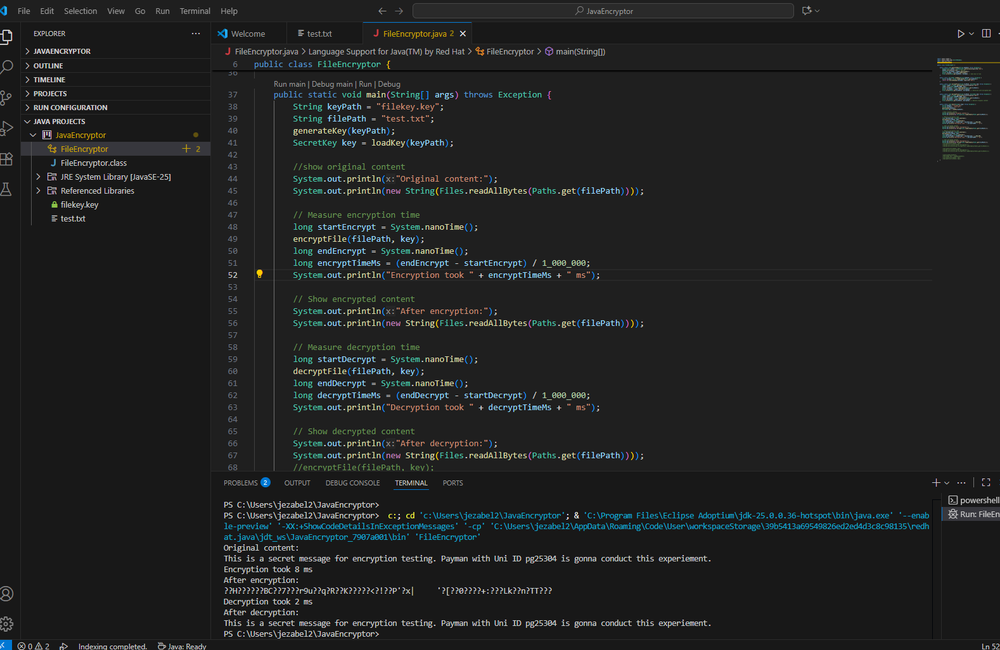 File Edit Selection View Go Run Terminal Help
JavaEncryptor
EXPLORER
JAVAENCRYPTOR
OUTLINE
TIMELINE
PROJECTS
RUN CONFIGURATION
JAVA PROJECTS
JavaEncryptor
FileEncryptor 2
FileEncryptor.class
JRE System Library [JavaSE-25]
Referenced Libraries
filekey.key
test.txt
Welcome test.txt FileEncryptor.java 2
FileEncryptor.java > Language Support for Java(TM) by Red Hat > FileEncryptor > main(String[])
6 public class FileEncryptor {
36
Run main | Debug main | Run | Debug
37 public static void main(String[] args) throws Exception {
38 String keyPath = "filekey.key";
39 String filePath = "test.txt";
40 generateKey(keyPath);
41 SecretKey key = loadKey(keyPath);
42
43 //show original content
44 System.out.println(x:"Original content:");
45 System.out.println(new String(Files.readAllBytes(Paths.get(filePath))));
46
47 // Measure encryption time
48 long startEncrypt = System.nanoTime();
49 encryptFile(filePath, key);
50 long endEncrypt = System.nanoTime();
51 long encryptTimeMs = (endEncrypt - startEncrypt) / 1_000_000;
52 System.out.println("Encryption took " + encryptTimeMs + " ms");
53
54 // Show encrypted content
55 System.out.println(x:"After encryption:");
56 System.out.println(new String(Files.readAllBytes(Paths.get(filePath))));
57
58 // Measure decryption time
59 long startDecrypt = System.nanoTime();
60 decryptFile(filePath, key);
61 long endDecrypt = System.nanoTime();
62 long decryptTimeMs = (endDecrypt - startDecrypt) / 1_000_000;
63 System.out.println("Decryption took " + decryptTimeMs + " ms");
64
65 // Show decrypted content
66 System.out.println(x:"After decryption:");
67 System.out.println(new String(Files.readAllBytes(Paths.get(filePath))));
68 //encryptFile(filePath, key);
PROBLEMS 2 OUTPUT DEBUG CONSOLE TERMINAL PORTS
powershell
Run: FileEn
PS C:\Users\jezabel2\JavaEncryptor>
PS C:\Users\jezabel2\JavaEncryptor> c:; cd 'c:\Users\jezabel2\JavaEncryptor'; & 'C:\Program Files\Eclipse Adoptium\jdk-25.0.0.36-hotspot\bin\java.exe' '--enab
le-preview' '-XX:+ShowCodeDetailsInExceptionMessages' '-cp' 'C:\Users\jezabel2\AppData\Roaming\Code\User\workspaceStorage\39b5413a69549826ed2ed4d3c8c98135\redh
at.java\jdt_ws\JavaEncryptor_7907a001\bin' 'FileEncryptor'
Original content:
This is a secret message for encryption testing. Payman with Uni ID pg25304 is gonna conduct this experiement.
Encryption took 8 ms
After encryption:
??H??????BC??7???r9u??q?R??K?????<?!??P'?x| '?[??0????+:???Lk??n?TT???
Decryption took 2 ms
After decryption:
This is a secret message for encryption testing. Payman with Uni ID pg25304 is gonna conduct this experiement.
PS C:\Users\jezabel2\JavaEncryptor>
0 2 Indexing completed. Java: Ready Ln 52